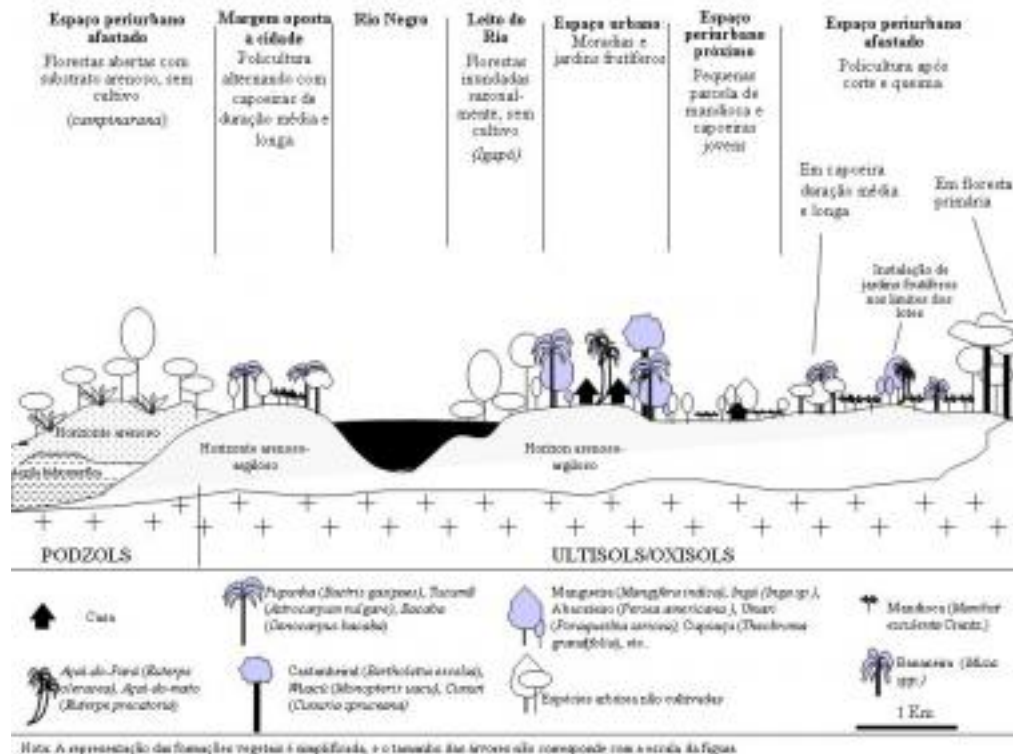 Espaço periurbano
afastado
Florestas abertas com
substrato arenoso, sem
cultivo
(campinarana)
Margem oposta
à cidade
Policultura
alternando com
capoeiras de
duração média e
longa
Rio Negro
Leito do
Rio
Florestas
inundadas
sazonal-
mente, sem
cultivo
(Igapó)
Espaço urbano
Moradias e
jardins frutíferos
Espaço
periurbano
próximo
Pequenas
parcela de
mandioca e
capoeiras
jovens
Espaço periurbano
afastado
Policultura após
corte e queima
Em capoeira
duração média
e longa
Em floresta
primária
Instalação de
jardins frutíferos
nos limites dos
lotes
Horizonte arenoso
Argila hidromorfica
Horizonte arenoso-
argiloso
Horizon arenoso-
argiloso
PODZOLS
ULTISOLS/OXISOLS
Casa
Pupunha (Bactris gasipaes), Tucumã
(Astrocaryum vulgare), Bacaba
(Oenocarpus bacaba)
Mangueira (Mangifera indica), Ingá (Inga sp.),
Abacateiro (Persea americana), Umari
(Poraqueiba sericea), Cupuaçu (Theobroma
grandiflora), etc.
Mandioca (Manihot
esculenta Crantz.)
Açaí-do-Pará (Euterpe
oleracea), Açaí-do-mato
(Euterpe precatoria)
Castanheira (Bertholletia excelsa),
Wacú (Monopteris uacu), Cunuri
(Cunuria spruceana)
Espécies arbóreas não cultivadas
Bananeira (Musa
spp.)
1 Km
Nota: A representação das formações vegetais é simplificada, e o tamanho das árvores não corresponde com a escala da figura